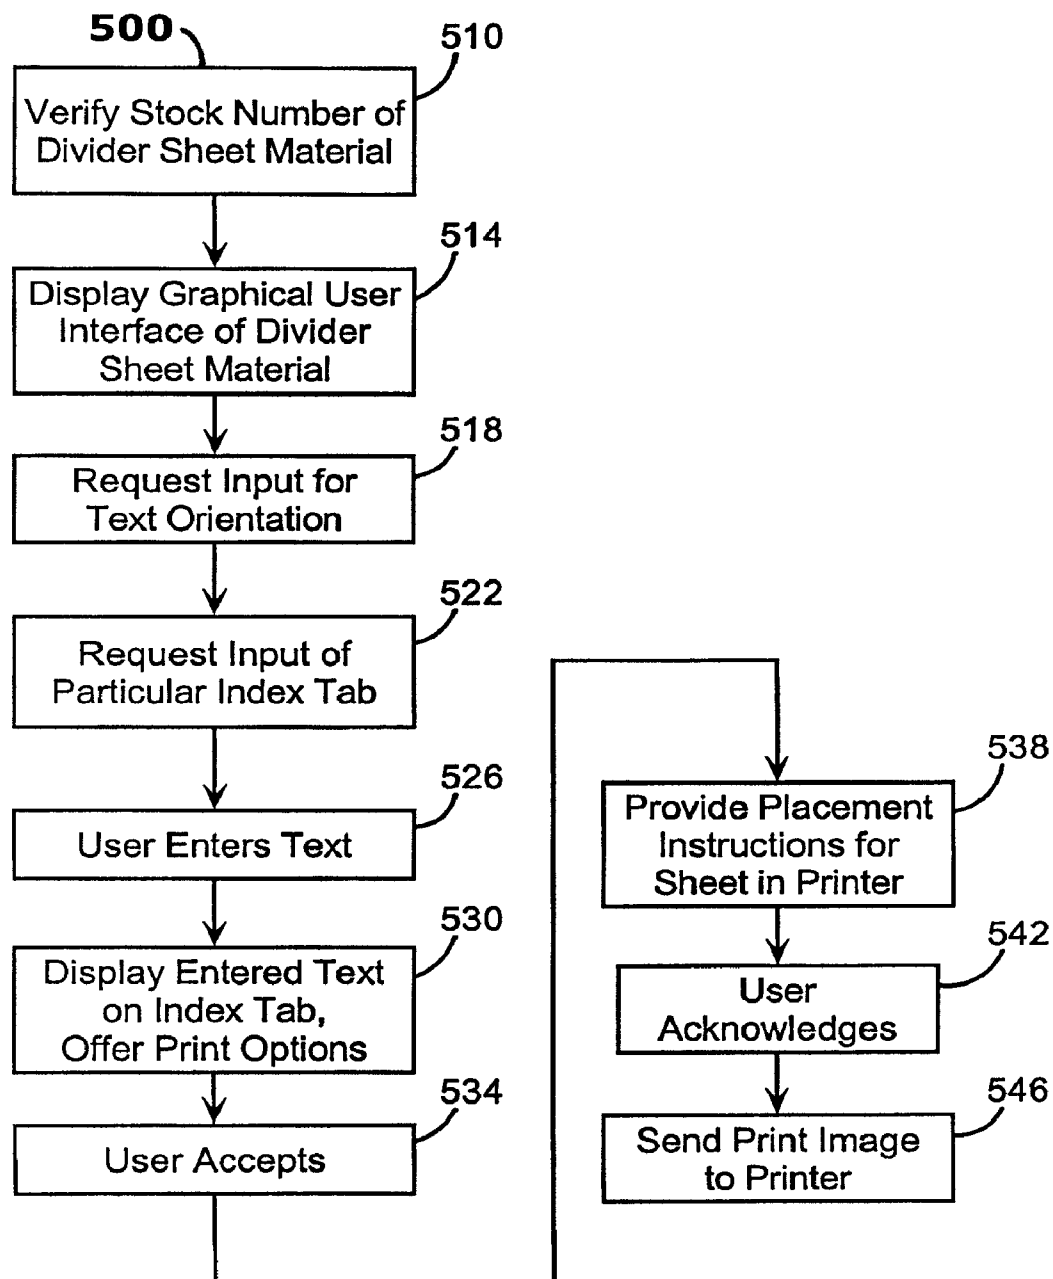 500
510
Verify Stock Number of
Divider Sheet Material
514
Display Graphical User
Interface of Divider
Sheet Material
518
Request Input for
Text Orientation
522
Request Input of
Particular Index Tab
526
User Enters Text
530
Display Entered Text
on Index Tab,
Offer Print Options
534
User Accepts
538
Provide Placement
Instructions for
Sheet in Printer
542
User
Acknowledges
546
Send Print Image
to Printer